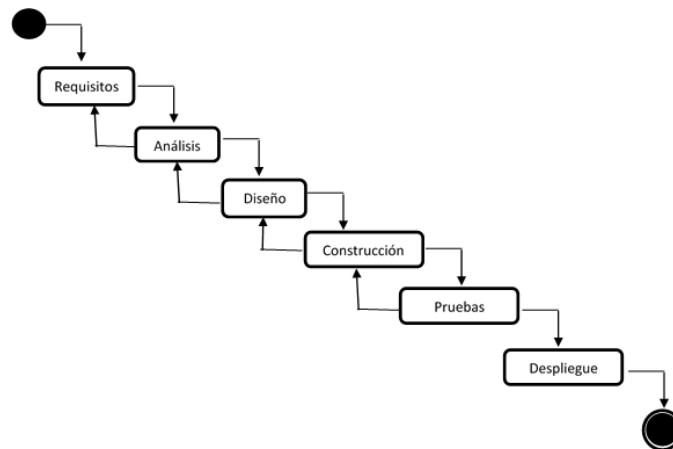 Requisitos
Análisis
Diseño
Construcción
Pruebas
Despliegue